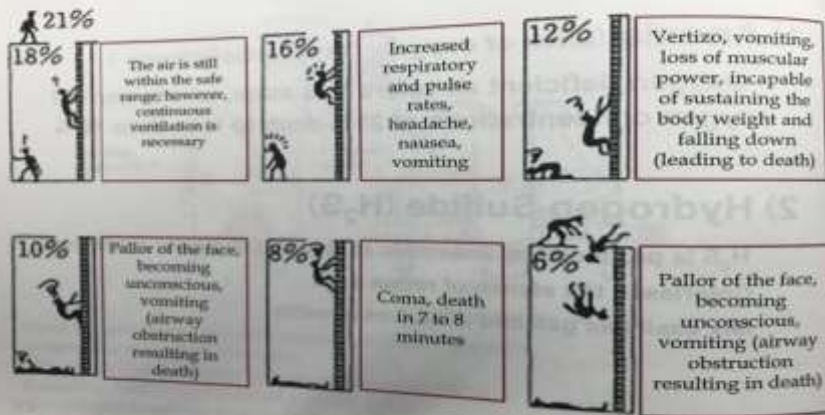 21%
18%
The air is still
within the safe
range; however,
continuous
ventilation is
necessary
16%
Increased
respiratory
and pulse
rates,
headache,
nausea,
vomiting
12%
Vertizo, vomiting,
loss of muscular
power, incapable
of sustaining the
body weight and
falling down
(leading to death)
2) Hydrogen Sulfide (H₂S)
10%
Pallor of the face,
becoming
unconscious,
vomiting
(airway
obstruction
resulting in
death)
8%
Coma, death
in 7 to 8
minutes
6%
Pallor of the face,
becoming
unconscious,
vomiting (airway
obstruction
resulting in death)